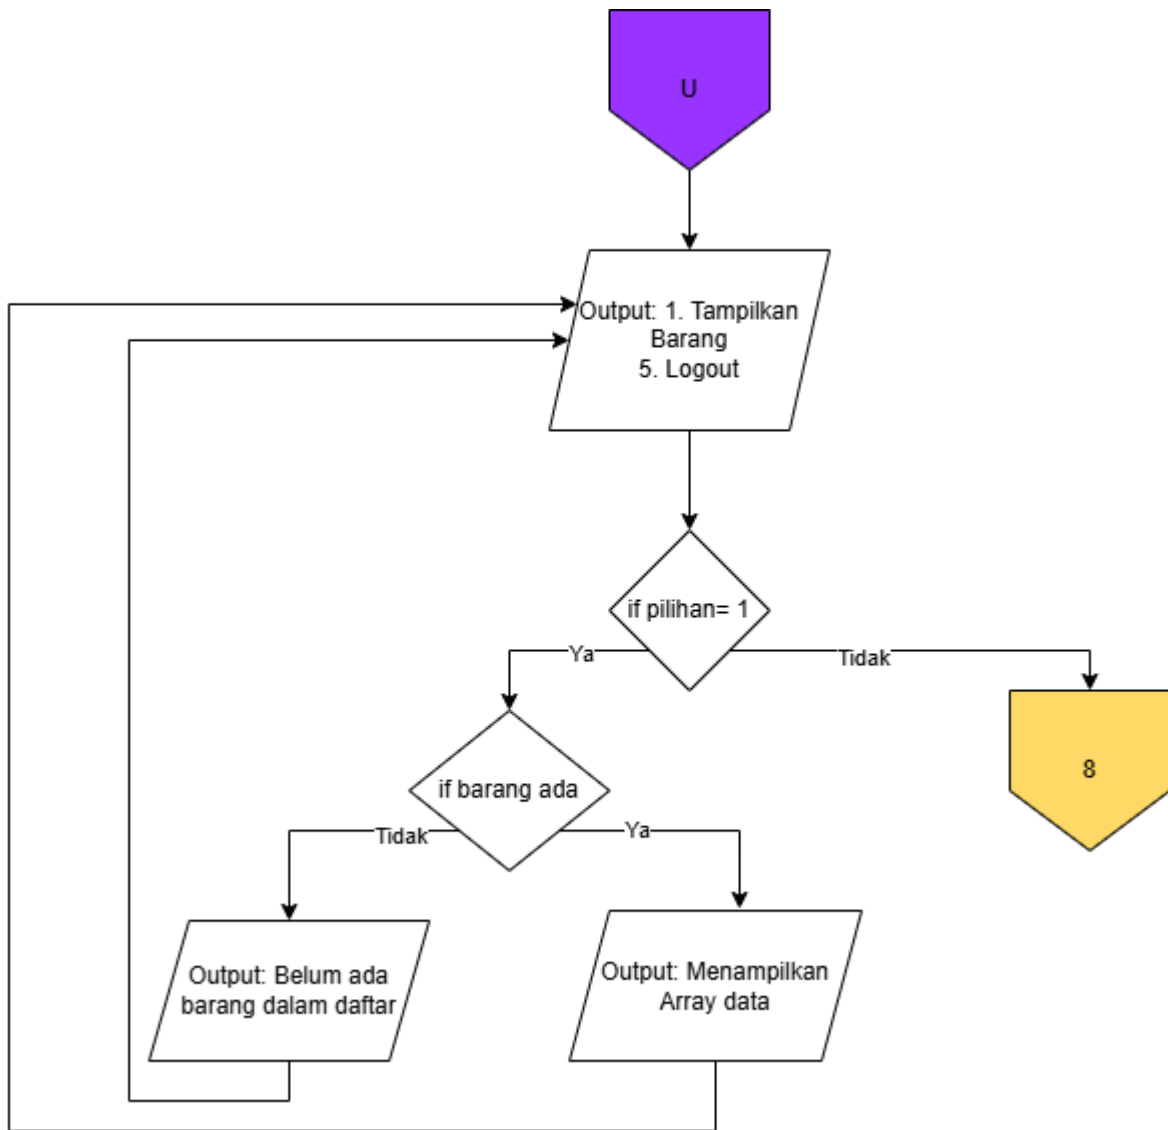 U
Output: 1. Tampilkan
Barang
5. Logout
if pilihan= 1
Ya
Tidak
if barang ada
8
Tidak
Ya
Output: Belum ada
barang dalam daftar
Output: Menampilkan
Array data